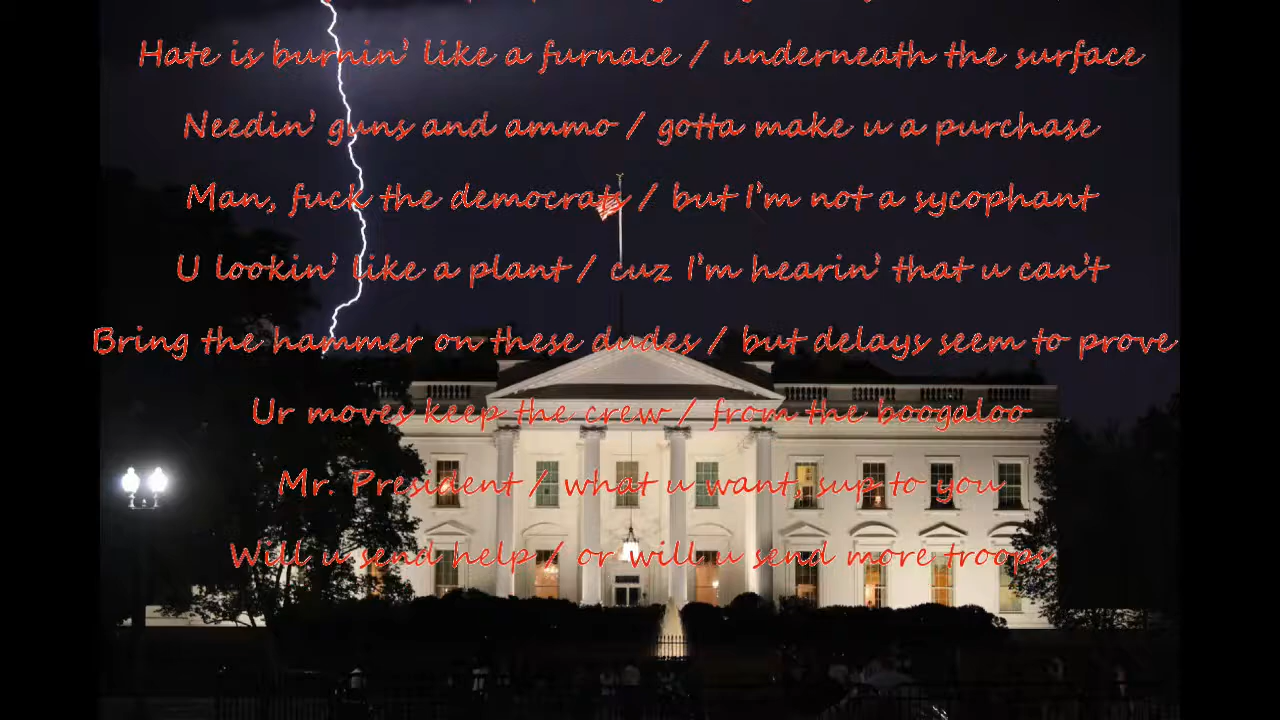 Hate is burnin' like a furnace / underneath the surface
Needin' guns and ammo / gotta make u a purchase
Man, fuck the democrats / but I'm not a sycophant
U lookin' like a plant / cuz I'm hearin' that u can't
Bring the hammer on these dudes / but delays seem to prove
Ur moves keep the crew / from the boogaloo
Mr. President / what u want, sup to you
Will u send help / or will u send more troops